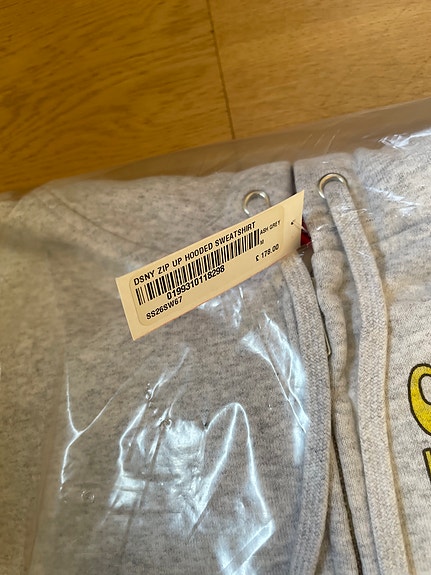 DSNY ZIP UP HOODED SWEATSHIRT
ASH GREY
M
0199310118298
SS26SW67
£ 178.00